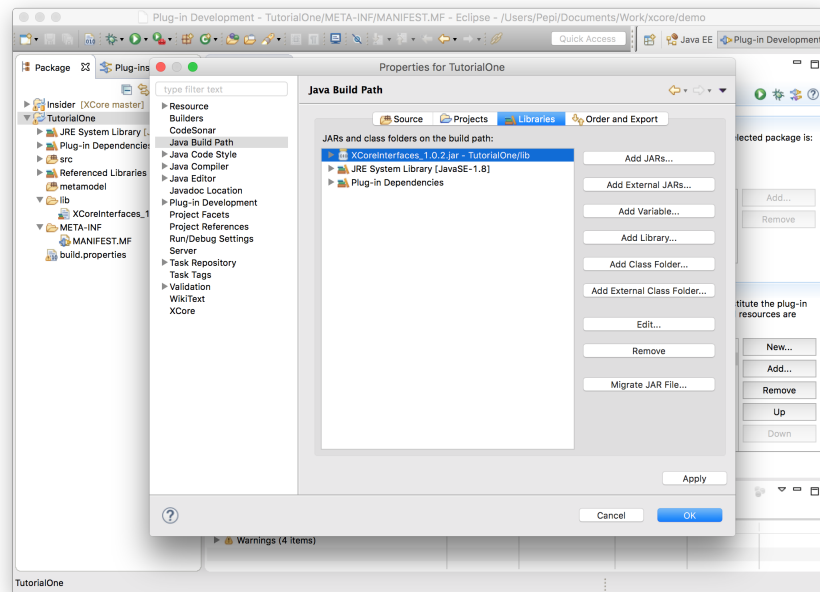 Plug-in Development - TutorialOne/META-INF/MANIFEST.MF - Eclipse - /Users/Pepi/Documents/Work/xcore/demo
Quick Access
Java EE
Plug-in Development
Package
Plug-ins
Insider [XCore master]
TutorialOne
JRE System Library [
Plug-in Dependencies
src
Referenced Libraries
metamodel
lib
XCoreInterfaces_1
META-INF
MANIFEST.MF
build.properties
Properties for TutorialOne
type filter text
Resource
Builders
CodeSonar
Java Build Path
Java Code Style
Java Compiler
Java Editor
Javadoc Location
Plug-in Development
Project Facets
Project References
Run/Debug Settings
Server
Task Repository
Task Tags
Validation
WikiText
XCore
Java Build Path
Source
Projects
Libraries
Order and Export
JARs and class folders on the build path:
XCoreInterfaces_1.0.2.jar - TutorialOne/lib
JRE System Library [JavaSE-1.8]
Plug-in Dependencies
Add JARs...
Add External JARs...
Add Variable...
Add Library...
Add Class Folder...
Add External Class Folder...
Edit...
Remove
Migrate JAR File...
Apply
Cancel
OK
lected package is:
Add...
Remove
titute the plug-in
resources are
New...
Add...
Remove
Up
Down
Warnings (4 items)
TutorialOne